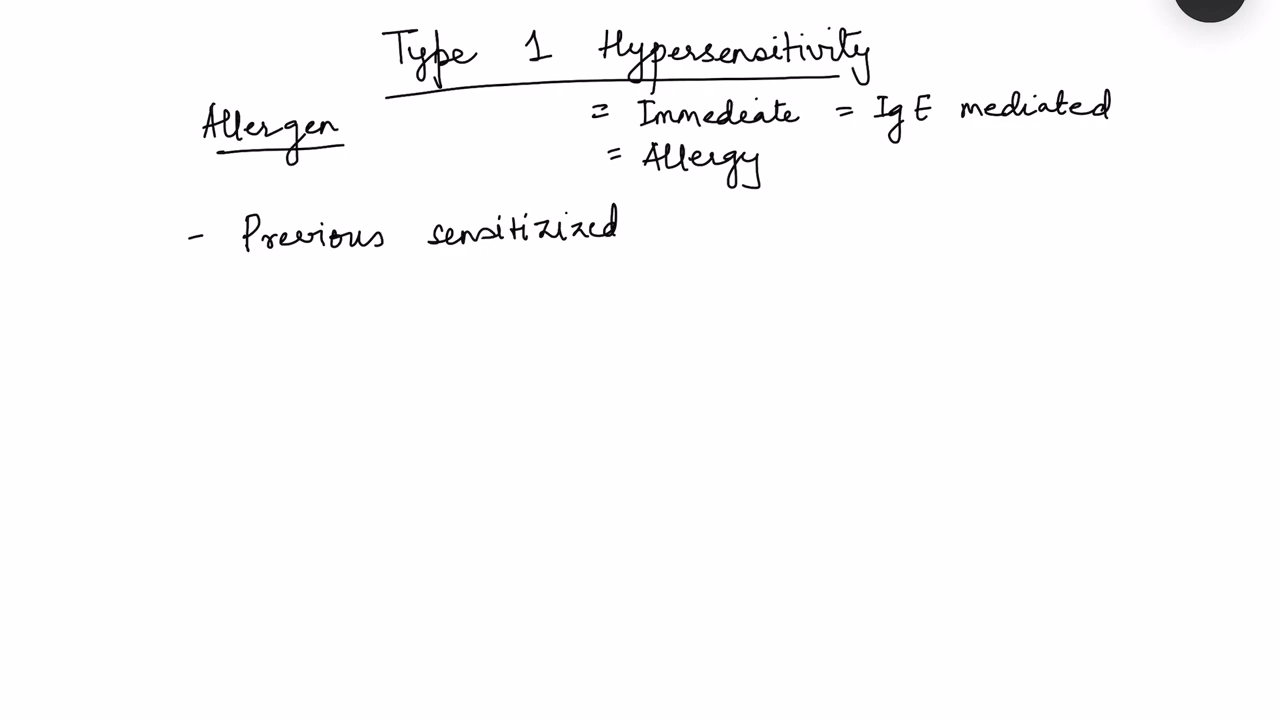 Type 1 Hypersensitivity
= Immedeate = IgE mediated
Allergen
= Allergy
- Previous sensitizized